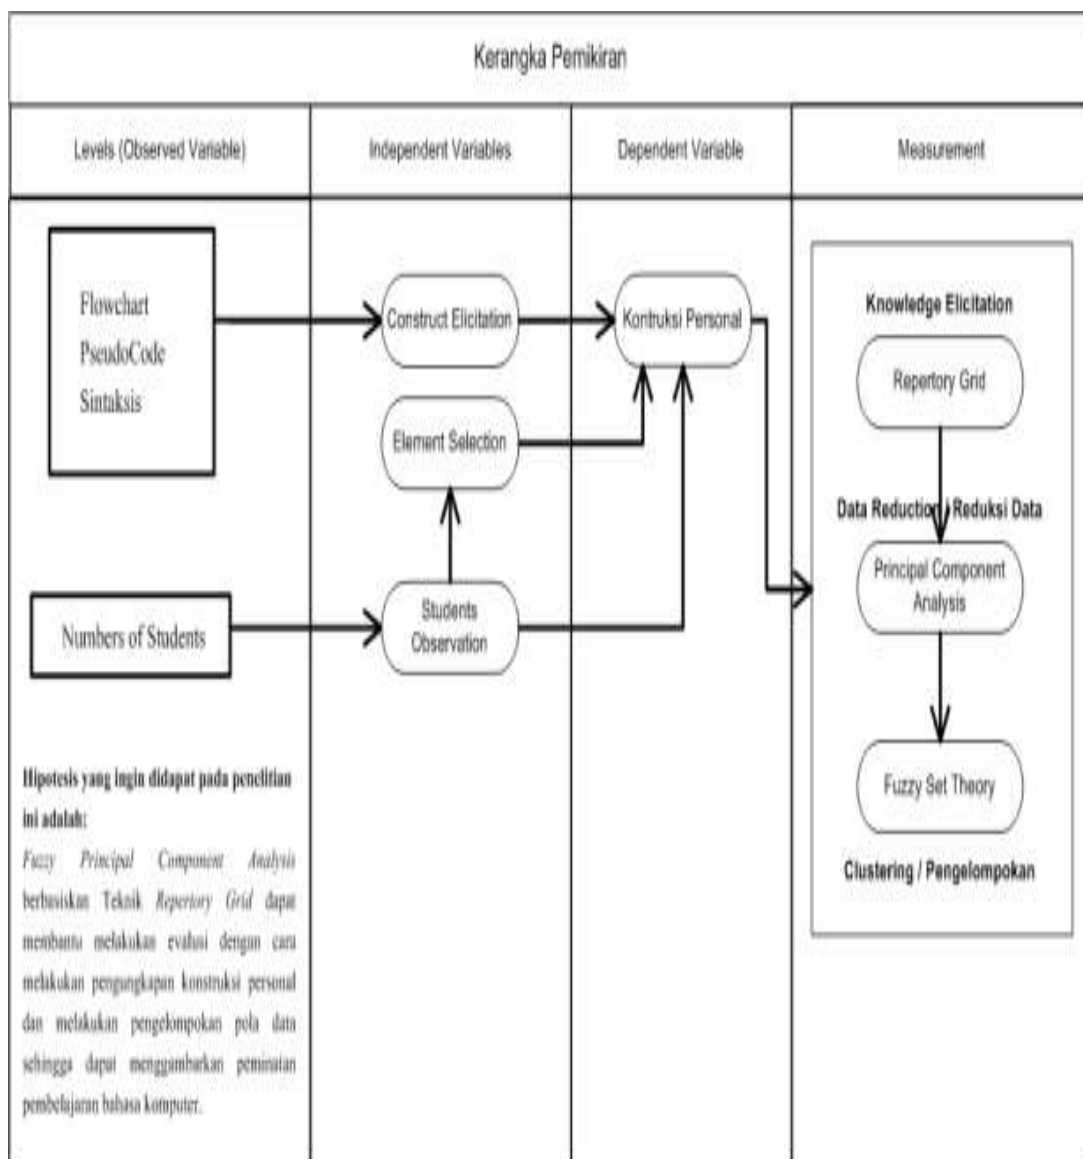 Kerangka Pemikiran
Levels (Observed Variable)
Independent Variables
Dependent Variable
Measurement
Flowchart
PseudoCode
Sintaksis
Numbers of Students
Hipotesis yang ingin didapat pada penelitian
ini adalah:
Fuzzy Principal Component Analysis
berbasiskan Teknik Repertory Grid dapat
membantu melakukan evalusi dengan cara
melakukan pengungkapan konstruksi personal
dan melakukan pengelompokan pola data
sehingga dapat menggambarkan peminatan
pembelajaran bahasa komputer.
Construct Elicitation
Element Selection
Students
Observation
Kontruksi Personal
Knowledge Elicitation
Repertory Grid
Data Reduction / Reduksi Data
Principal Component
Analysis
Fuzzy Set Theory
Clustering / Pengelompokan